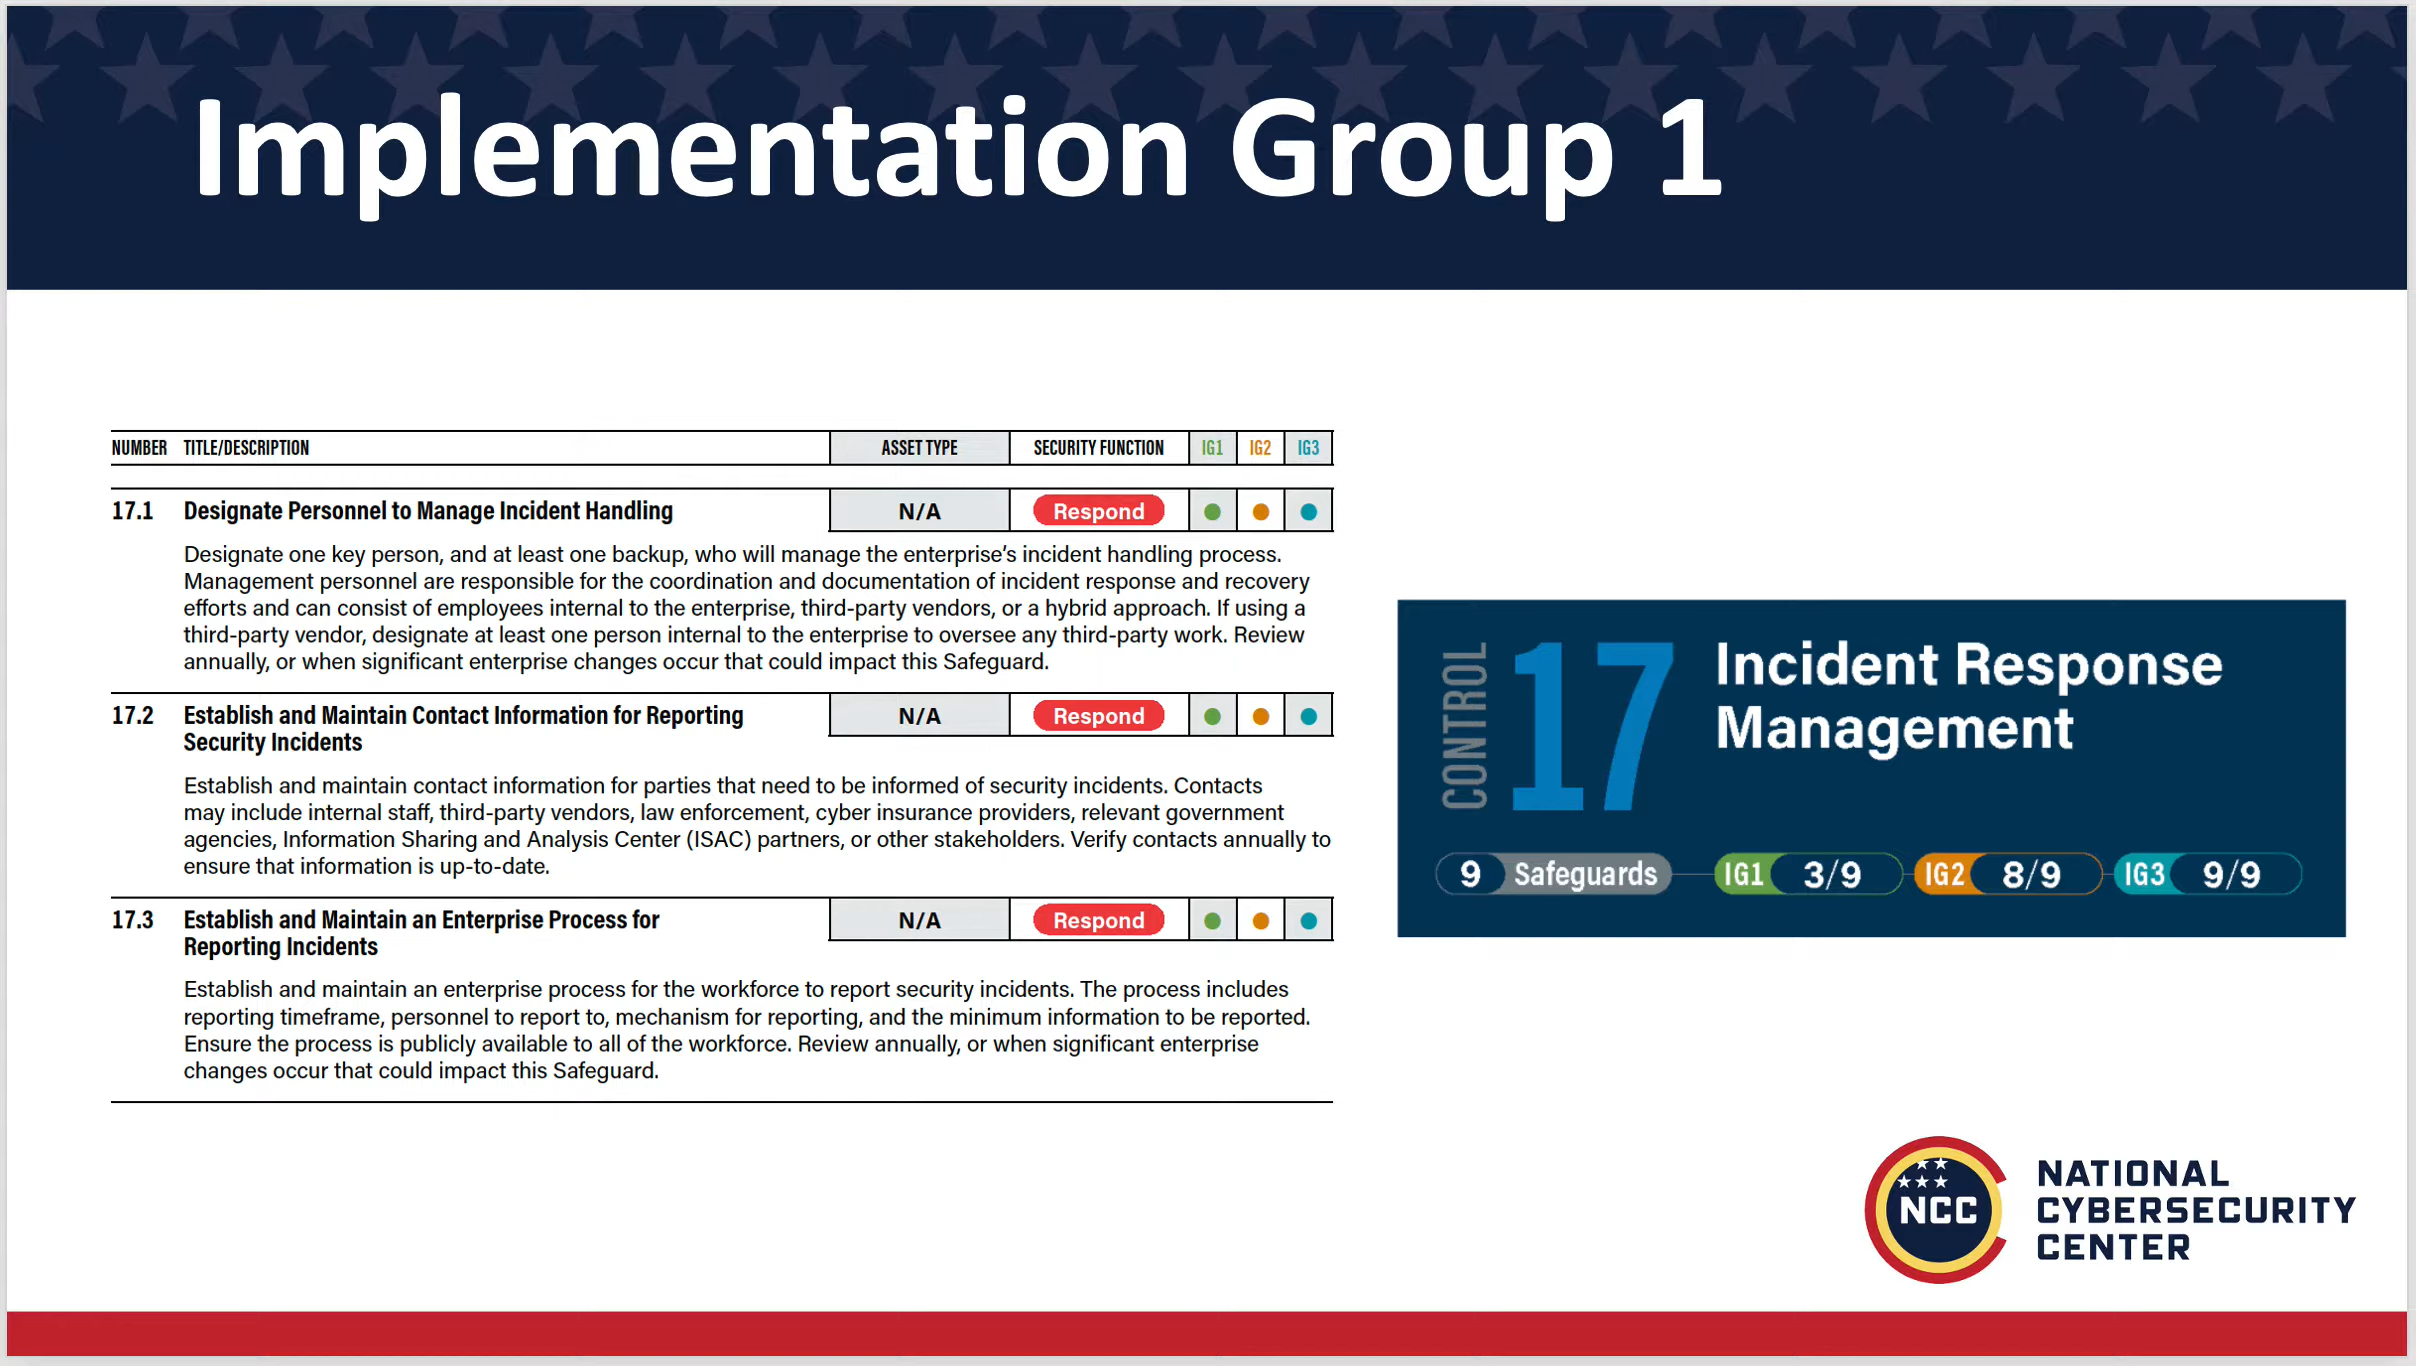 Implementation Group 1
NUMBER TITLE/DESCRIPTION ASSET TYPE SECURITY FUNCTION IG1 IG2 IG3
17.1 Designate Personnel to Manage Incident Handling N/A Respond
Designate one key person, and at least one backup, who will manage the enterprise’s incident handling process.
Management personnel are responsible for the coordination and documentation of incident response and recovery
efforts and can consist of employees internal to the enterprise, third-party vendors, or a hybrid approach. If using a
third-party vendor, designate at least one person internal to the enterprise to oversee any third-party work. Review
annually, or when significant enterprise changes occur that could impact this Safeguard.
17.2 Establish and Maintain Contact Information for Reporting N/A Respond
Security Incidents
Establish and maintain contact information for parties that need to be informed of security incidents. Contacts
may include internal staff, third-party vendors, law enforcement, cyber insurance providers, relevant government
agencies, Information Sharing and Analysis Center (ISAC) partners, or other stakeholders. Verify contacts annually to
ensure that information is up-to-date.
17.3 Establish and Maintain an Enterprise Process for N/A Respond
Reporting Incidents
Establish and maintain an enterprise process for the workforce to report security incidents. The process includes
reporting timeframe, personnel to report to, mechanism for reporting, and the minimum information to be reported.
Ensure the process is publicly available to all of the workforce. Review annually, or when significant enterprise
changes occur that could impact this Safeguard.
CONTROL 17 Incident Response
Management
9 Safeguards IG1 3/9 IG2 8/9 IG3 9/9
NCC
NATIONAL
CYBERSECURITY
CENTER